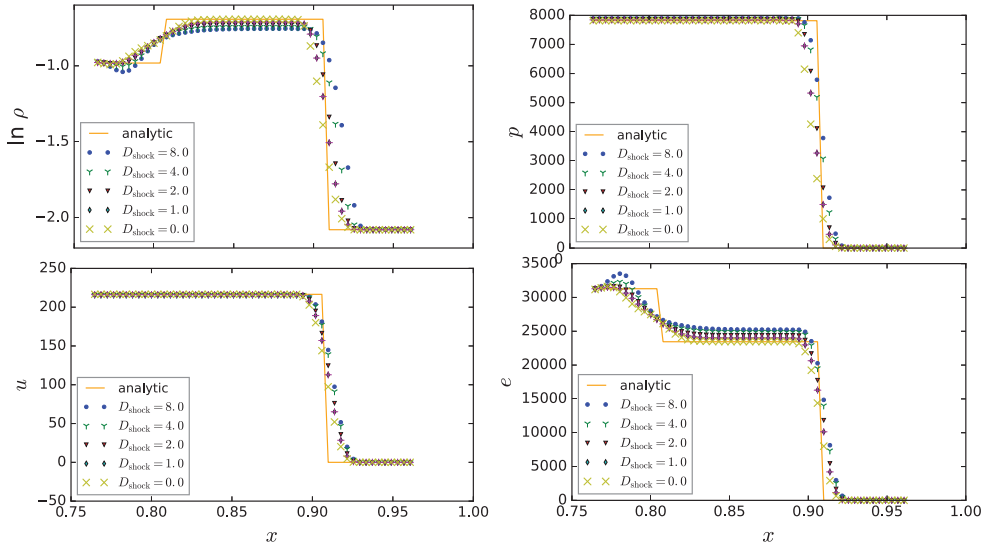 −1.0
−1.5
−2.0
ln ρ
analytic
D_shock = 8.0
D_shock = 4.0
D_shock = 2.0
D_shock = 1.0
D_shock = 0.0
8000
7000
6000
5000
4000
3000
2000
1000
0
p
analytic
D_shock = 8.0
D_shock = 4.0
D_shock = 2.0
D_shock = 1.0
D_shock = 0.0
250
200
150
100
50
0
−50
u
analytic
D_shock = 8.0
D_shock = 4.0
D_shock = 2.0
D_shock = 1.0
D_shock = 0.0
0.75 0.80 0.85 0.90 0.95 1.00
x
0
35000
30000
25000
20000
15000
10000
5000
0
e
analytic
D_shock = 8.0
D_shock = 4.0
D_shock = 2.0
D_shock = 1.0
D_shock = 0.0
0.75 0.80 0.85 0.90 0.95 1.00
x